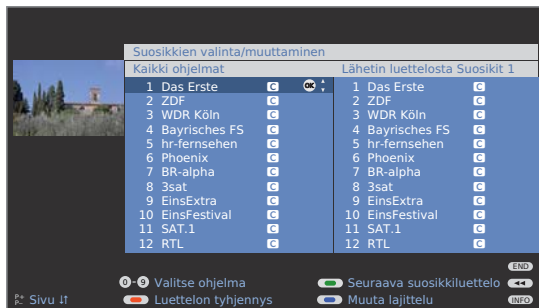 Suosikkien valinta/muuttaminen
Kaikki ohjelmat Lähetin luettelosta Suosikit 1
1 Das Erste C OK 1 Das Erste C
2 ZDF C 2 ZDF C
3 WDR Köln C 3 WDR Köln C
4 Bayrisches FS C 4 Bayrisches FS C
5 hr-fernsehen C 5 hr-fernsehen C
6 Phoenix C 6 Phoenix C
7 BR-alpha C 7 BR-alpha C
8 3sat C 8 3sat C
9 EinsExtra C 9 EinsExtra C
10 EinsFestival C 10 EinsFestival C
11 SAT.1 C 11 SAT.1 C
12 RTL C 12 RTL C
END
0-9 Valitse ohjelma Seuraava suosikkiluettelo
P+ P- Sivu Luettelon tyhjennys Muuta lajittelu INFO